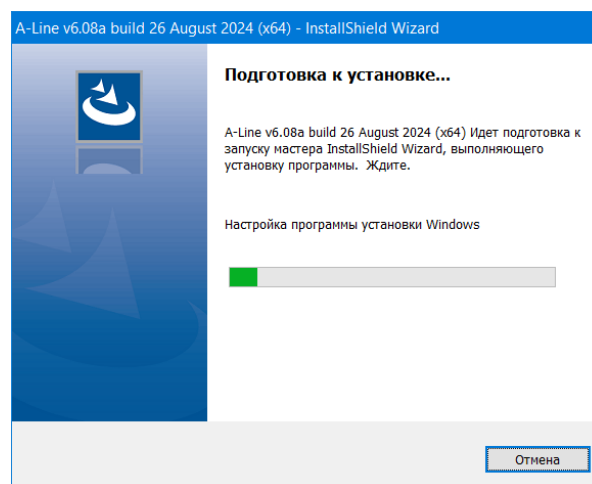 A-Line v6.08a build 26 August 2024 (x64) - InstallShield Wizard
Подготовка к установке...
A-Line v6.08a build 26 August 2024 (x64) Идет подготовка к
запуску мастера InstallShield Wizard, выполняющего
установку программы. Ждите.
Настройка программы установки Windows
Отмена